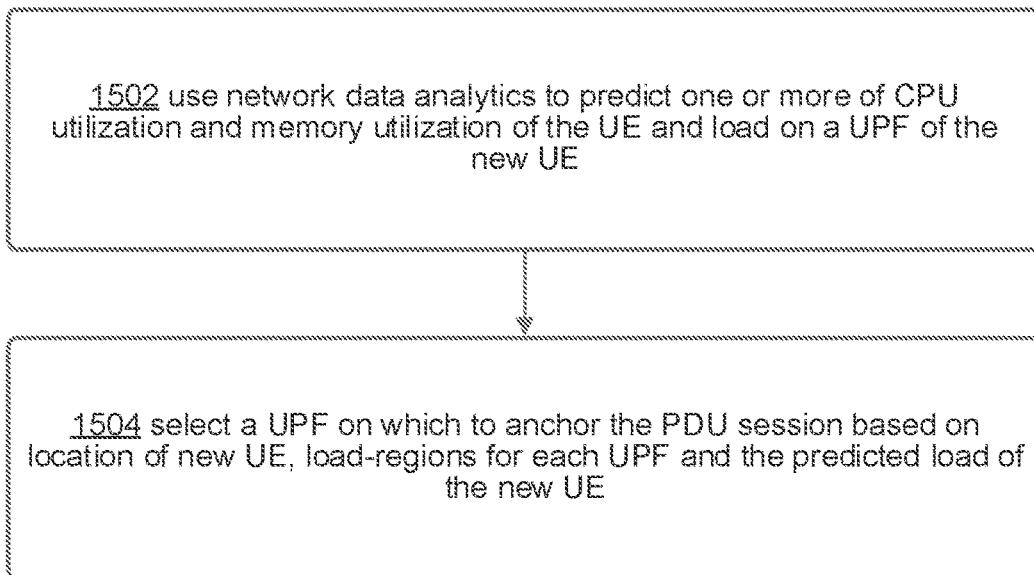 1502 use network data analytics to predict one or more of CPU
utilization and memory utilization of the UE and load on a UPF of the
new UE
1504 select a UPF on which to anchor the PDU session based on
location of new UE, load-regions for each UPF and the predicted load of
the new UE